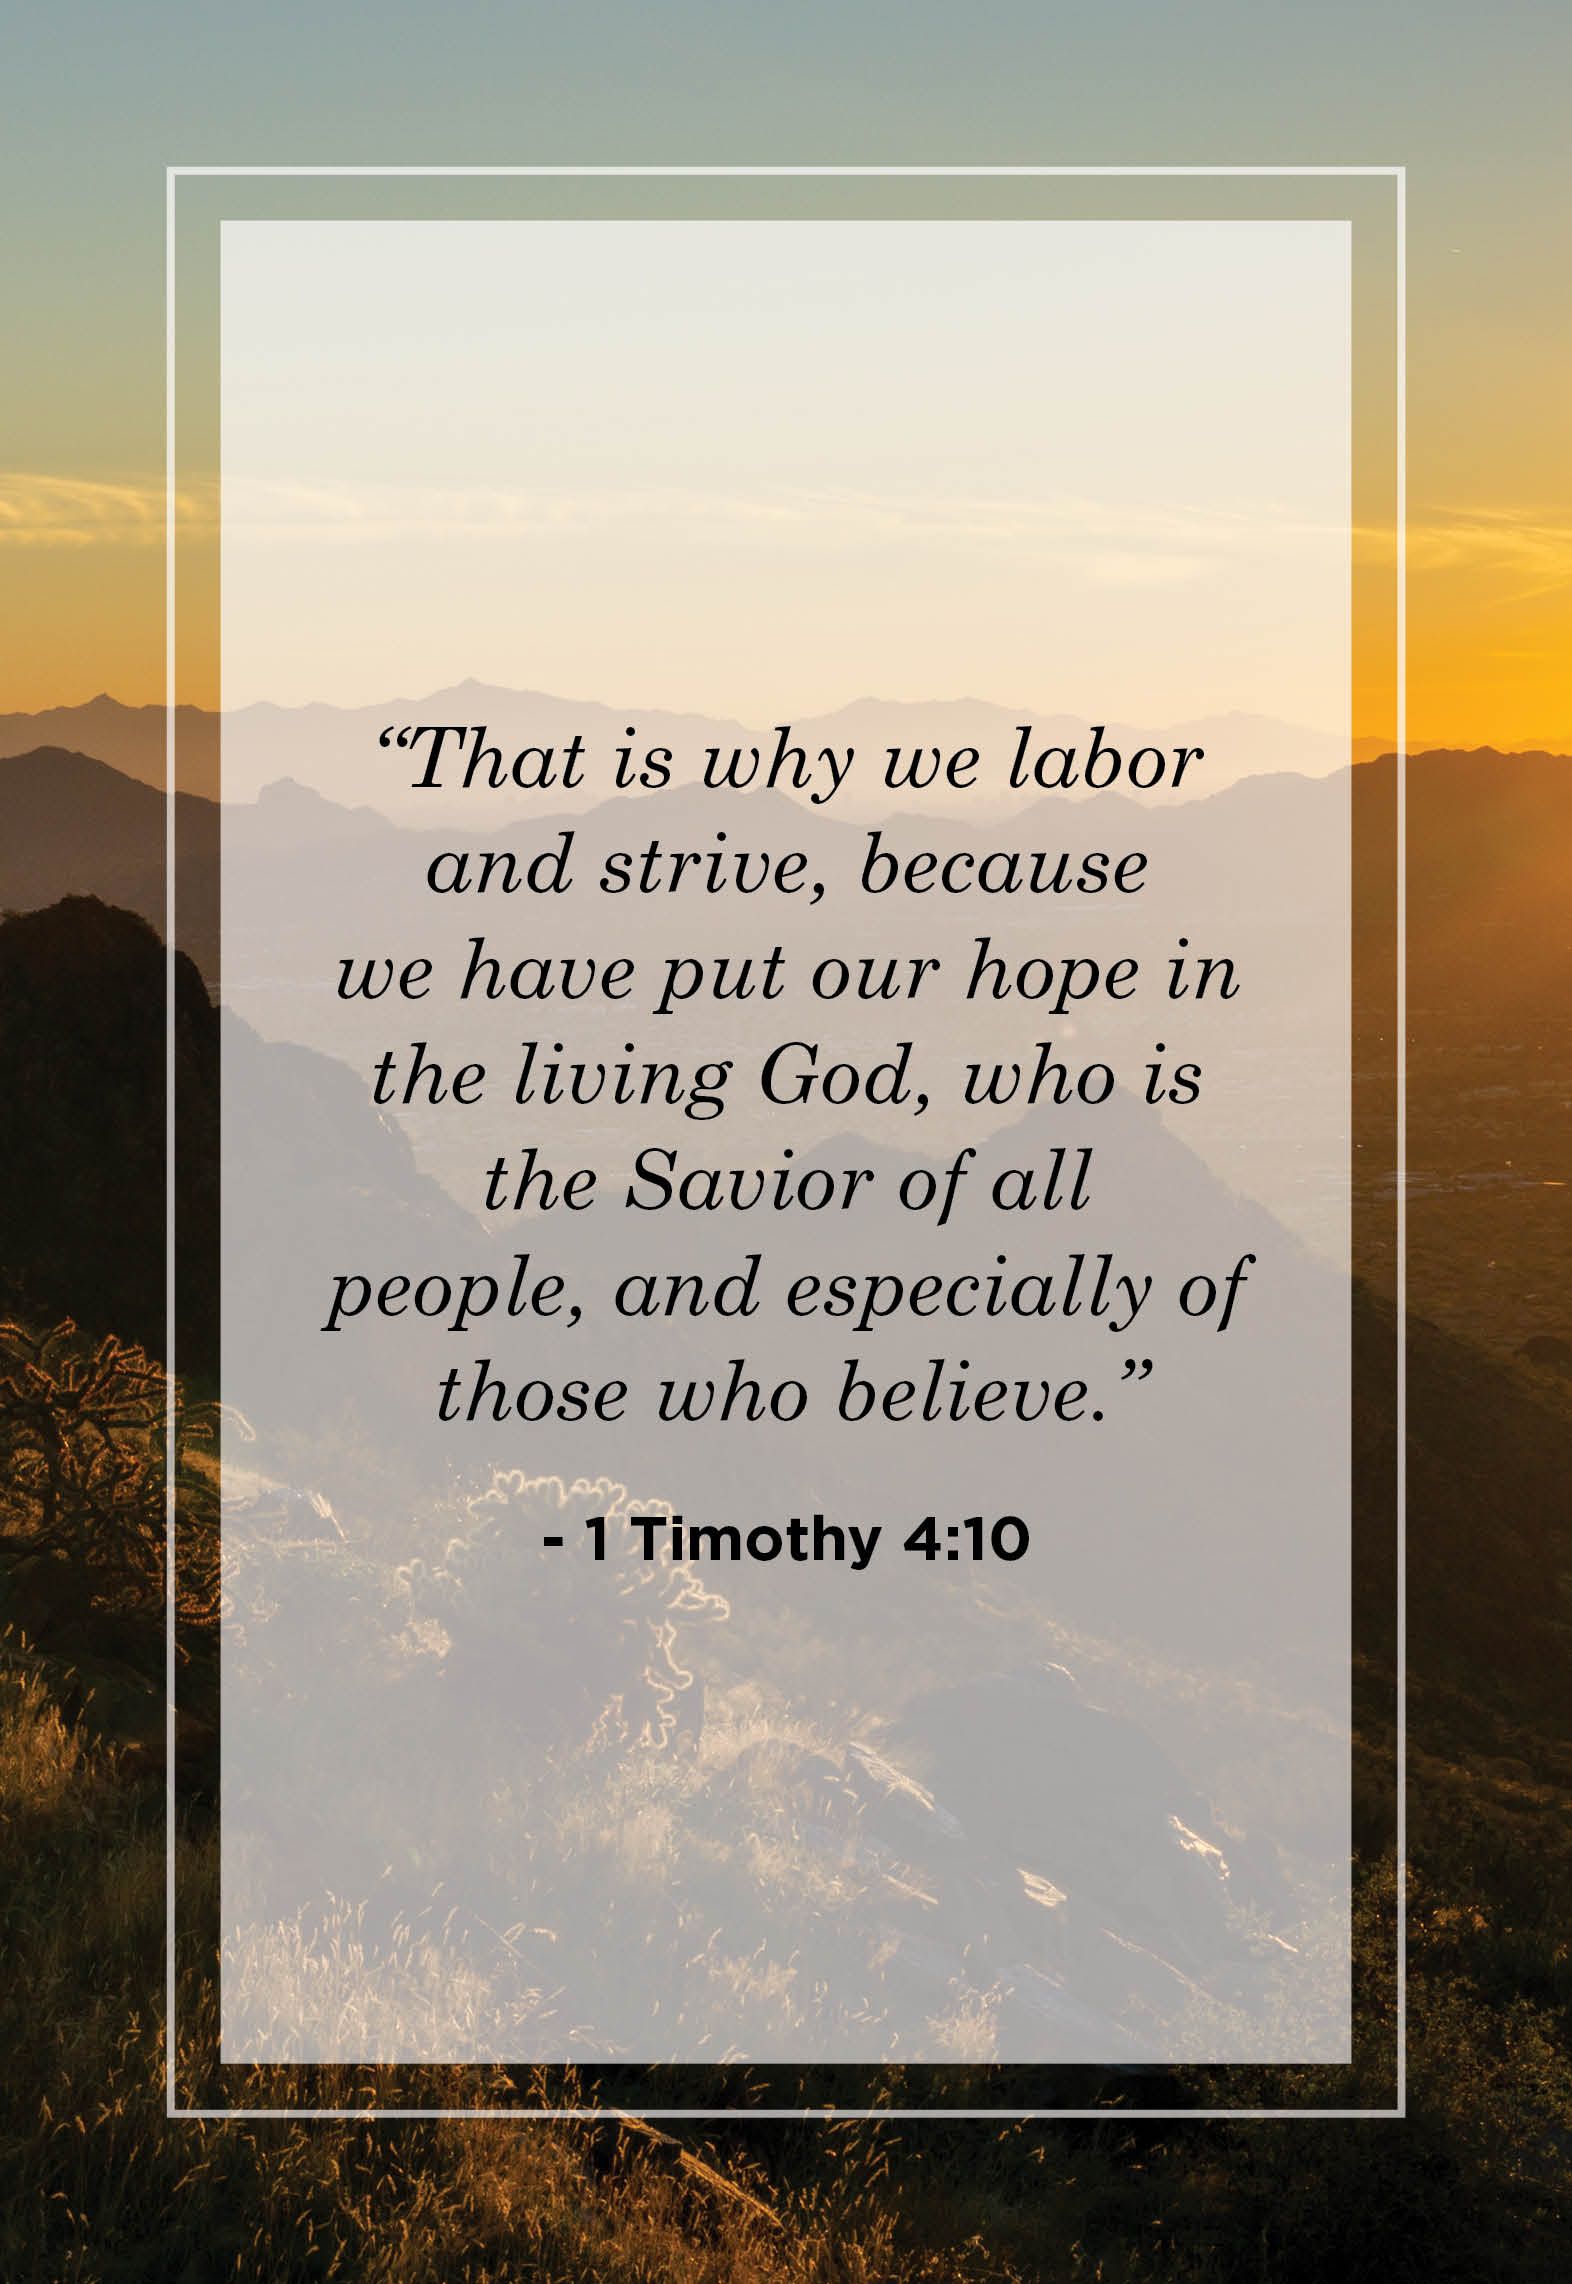 “That is why we labor
and strive, because
we have put our hope in
the living God, who is
the Savior of all
people, and especially of
those who believe.”
- 1 Timothy 4:10